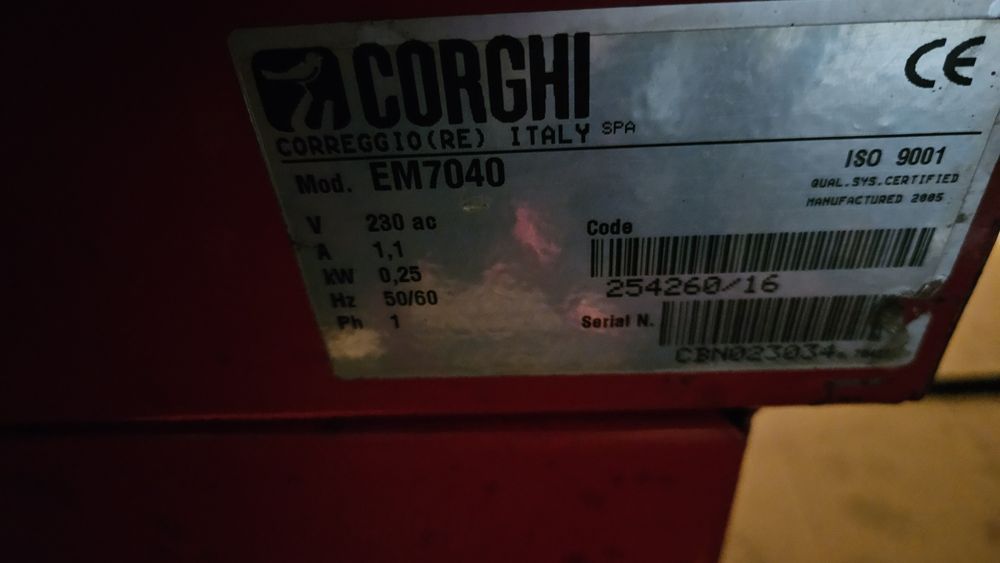 CORGHI
CE
CORREGGIO(RE) ITALY SPA
Mod. EM7040
ISO 9001
QUAL.SYS.CERTIFIED
MANUFACTURED 2005
V 230 ac
A 1,1
kW 0,25
Hz 50/60
Ph 1
Code
254260/16
Serial N.
CBN023034